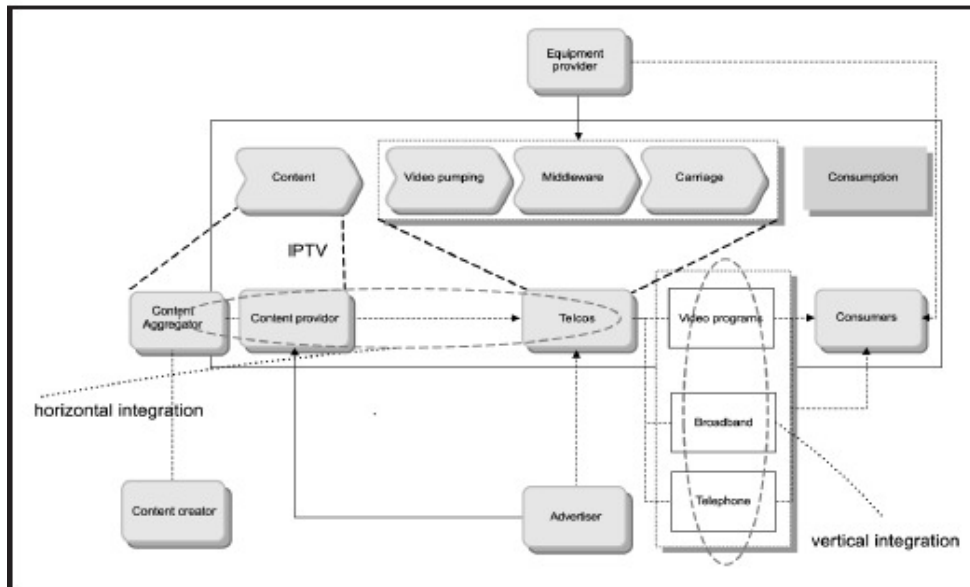 Equipment
provider
Content
Video pumping
Middleware
Carriage
Consumption
IPTV
Content
Aggregator
Content providor
Telcos
Video programs
Consumers
horizontal integration
Broadband
Telephone
Content creator
Advertiser
vertical integration